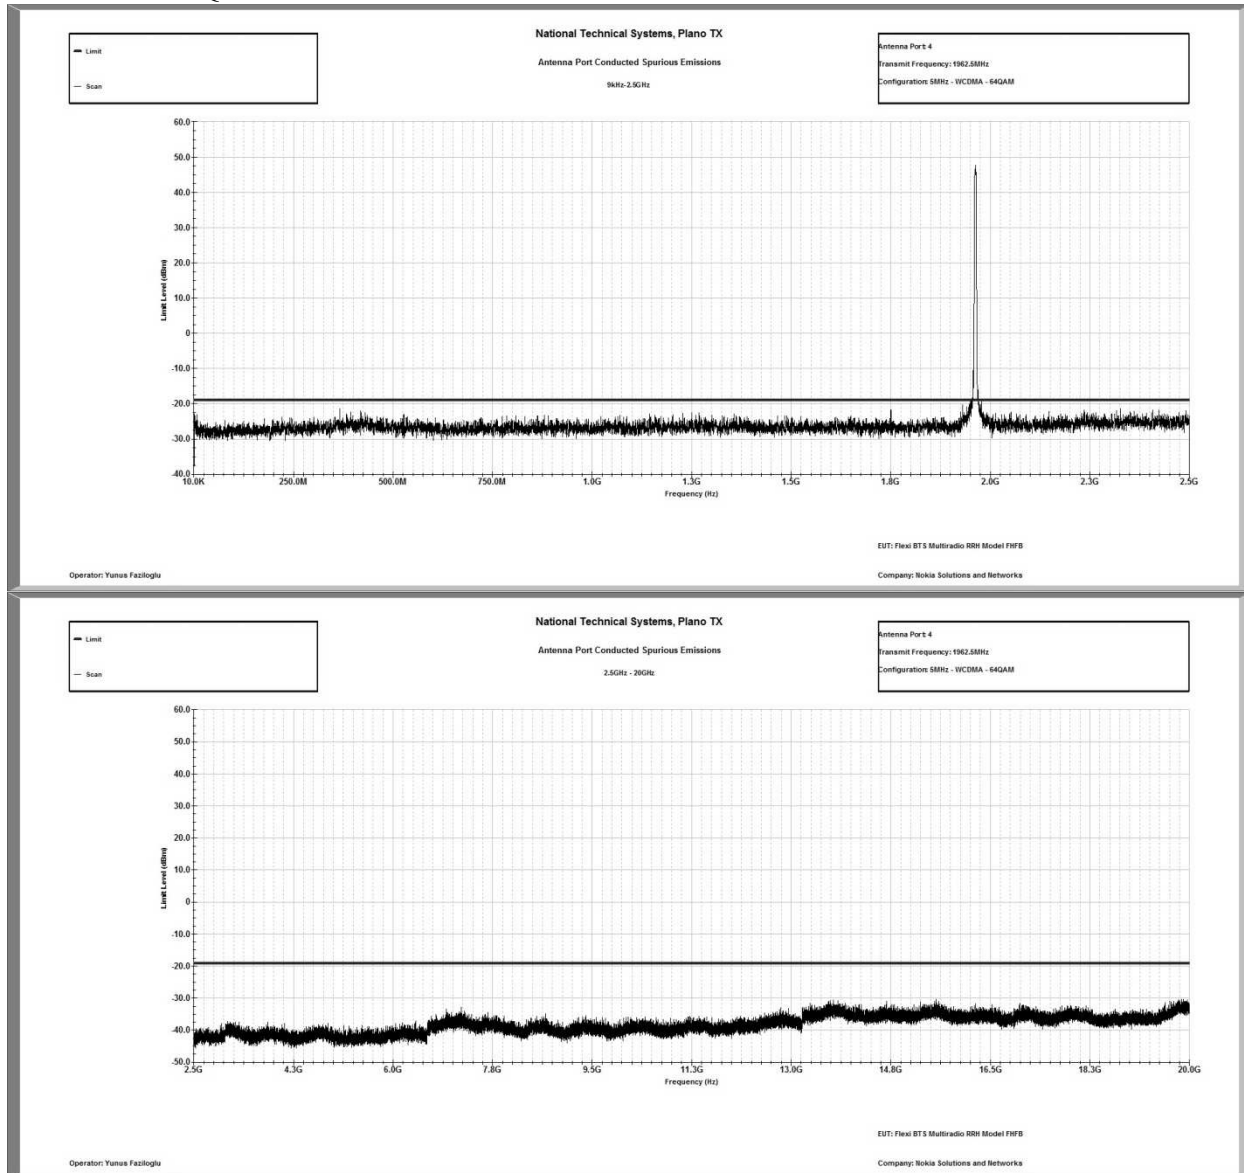 National Technical Systems, Plano TX
Limit
Antenna Port 4
Antenna Port Conducted Spurious Emissions
Transmit Frequency: 1962.5MHz
Scan
9kHz-2.5GHz
Configuration: 5MHz - WCDMA - 64QAM
60.0
50.0
40.0
30.0
20.0
10.0
0
-10.0
-20.0
-30.0
-40.0
Limit Level (dBm)
10.0K 250.0M 500.0M 750.0M 1.0G 1.3G 1.5G 1.8G 2.0G 2.3G 2.5G
Frequency (Hz)
EUT: Flexi BTS Multiradio RRH Model FHFB
Operator: Yunus Faziloglu
Company: Nokia Solutions and Networks
National Technical Systems, Plano TX
Limit
Antenna Port 4
Antenna Port Conducted Spurious Emissions
Transmit Frequency: 1962.5MHz
Scan
2.5GHz - 20GHz
Configuration: 5MHz - WCDMA - 64QAM
60.0
50.0
40.0
30.0
20.0
10.0
0
-10.0
-20.0
-30.0
-40.0
-50.0
Limit Level (dBm)
2.5G 4.3G 6.0G 7.8G 9.5G 11.3G 13.0G 14.8G 16.5G 18.3G 20.0G
Frequency (Hz)
EUT: Flexi BTS Multiradio RRH Model FHFB
Operator: Yunus Faziloglu
Company: Nokia Solutions and Networks